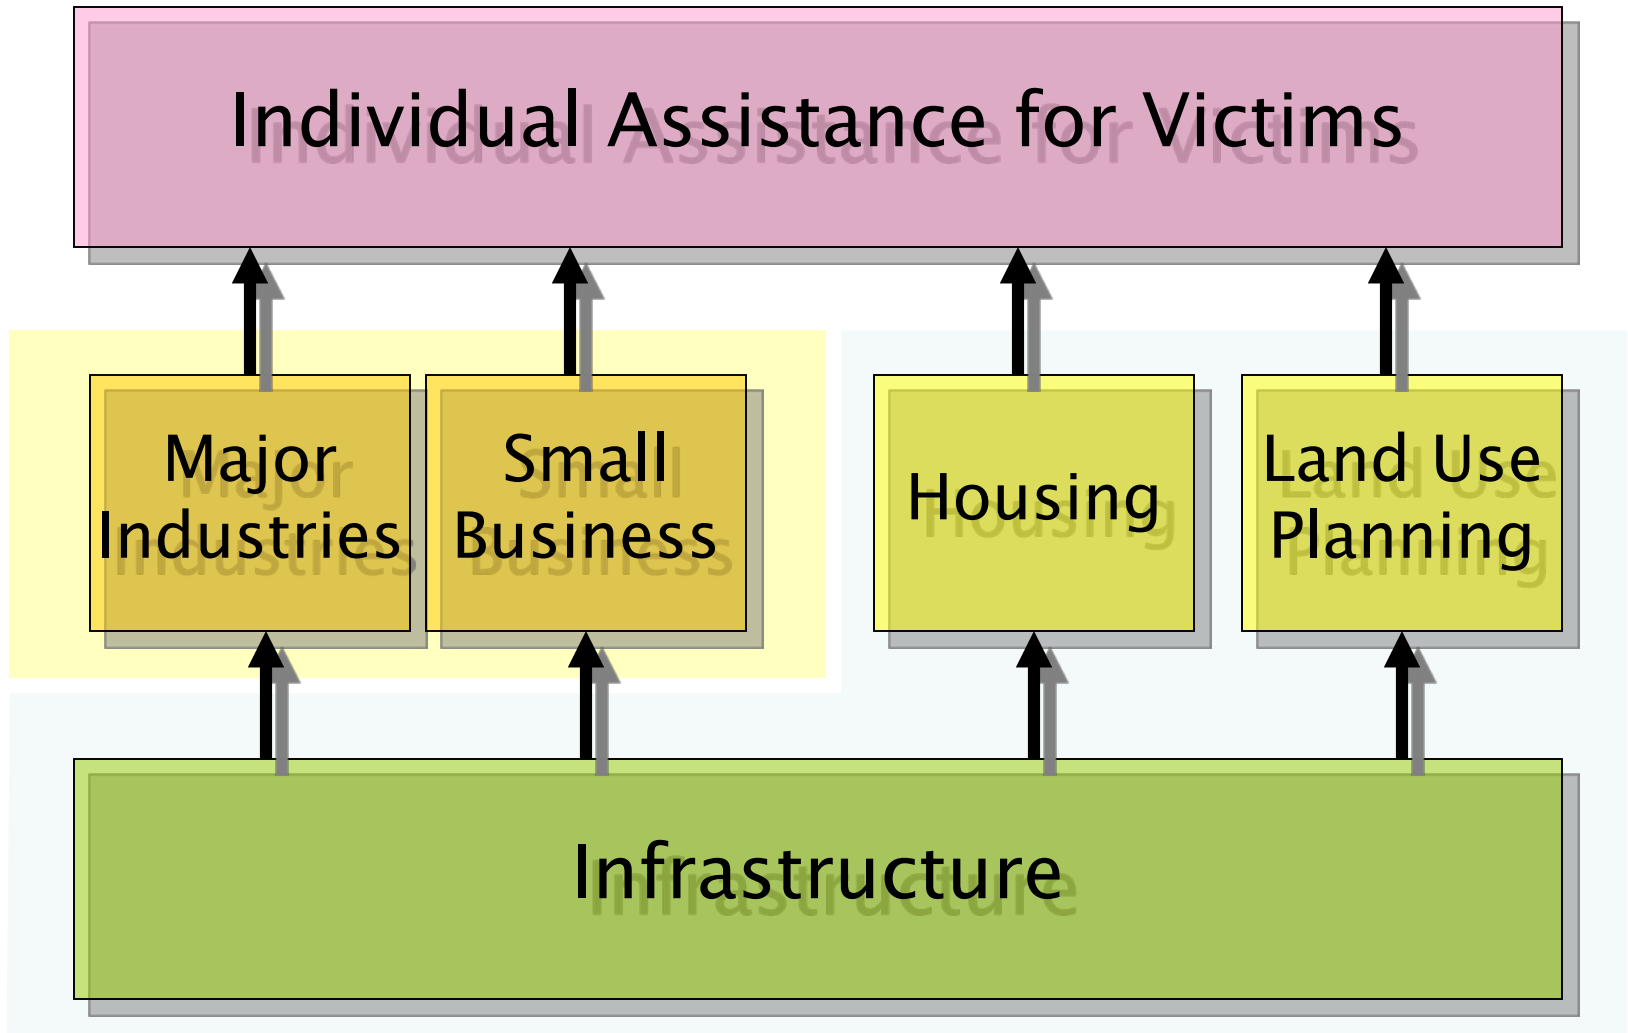 Individual Assistance for Victims
Major
Industries
Small
Business
Housing
Land Use
Planning
Infrastructure